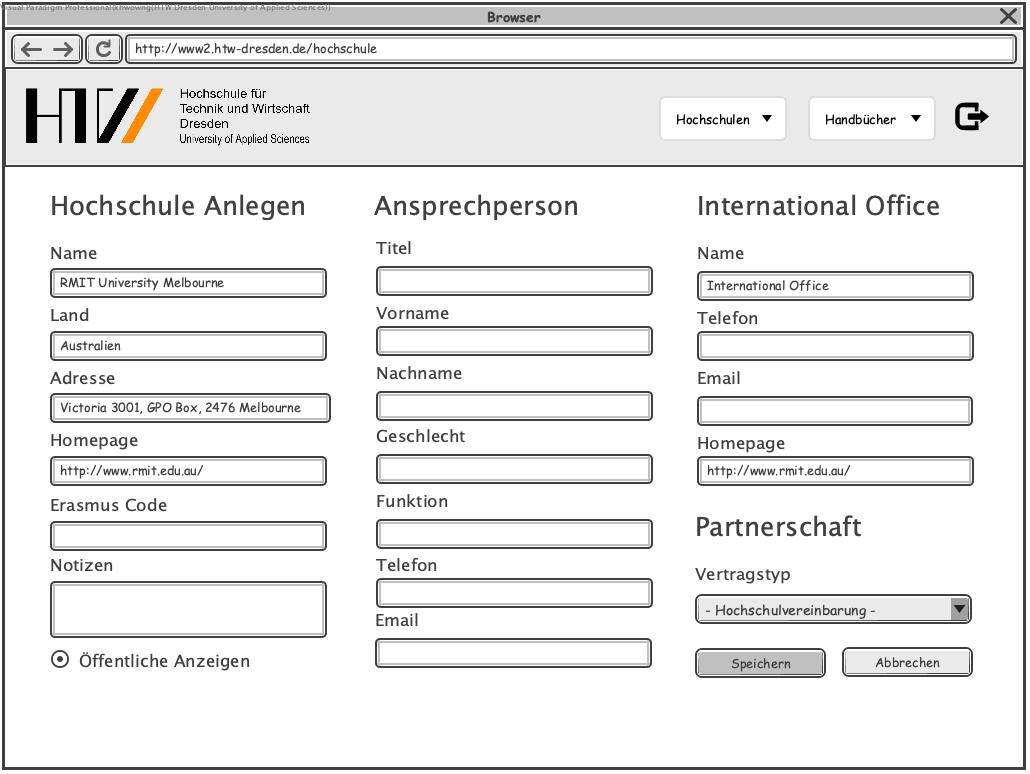 Visual Paradigm Professional(khwowng(HTW Dresden University of Applied Sciences))
Browser
http://www2.htw-dresden.de/hochschule
HTW
Hochschule für
Technik und Wirtschaft
Dresden
University of Applied Sciences
Hochschulen
Handbücher
Hochschule Anlegen
Name
RMIT University Melbourne
Land
Australien
Adresse
Victoria 3001, GPO Box, 2476 Melbourne
Homepage
http://www.rmit.edu.au/
Erasmus Code
Notizen
Öffentliche Anzeigen
Ansprechperson
Titel
Vorname
Nachname
Geschlecht
Funktion
Telefon
Email
International Office
Name
International Office
Telefon
Email
Homepage
http://www.rmit.edu.au/
Partnerschaft
Vertragstyp
- Hochschulvereinbarung -
Speichern
Abbrechen